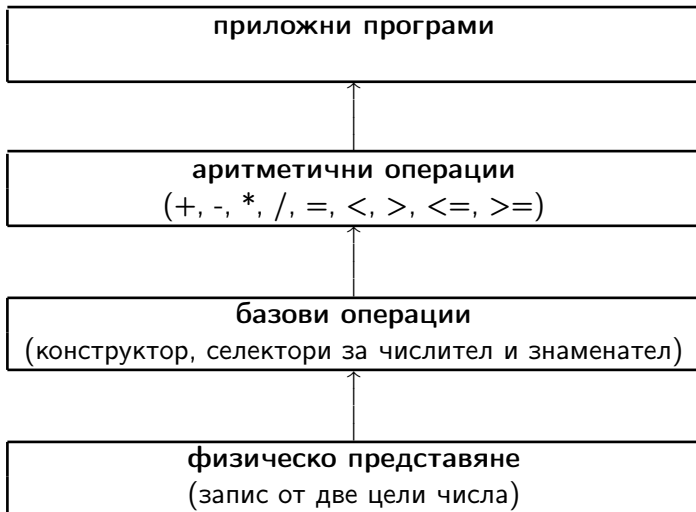 приложни програми
аритметични операции
(+, -, *, /, =, <, >, <=, >=)
базови операции
(конструктор, селектори за числител и знаменател)
физическо представяне
(запис от две цели числа)